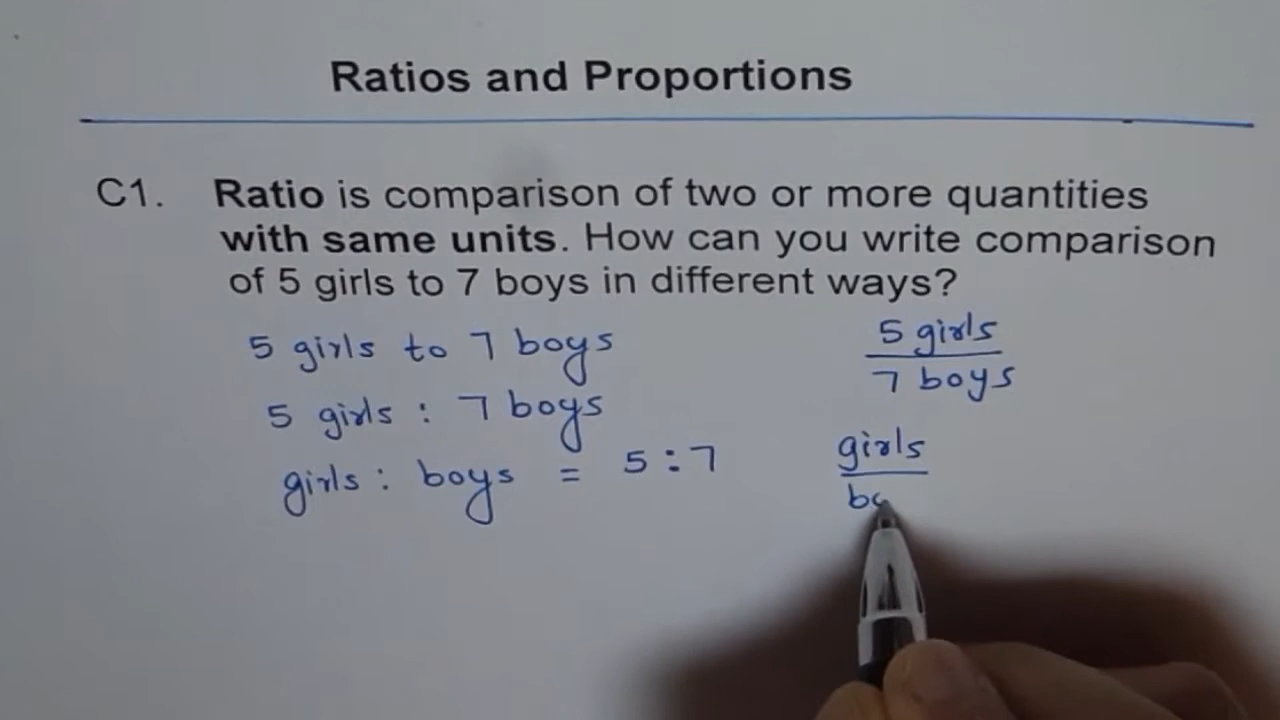 Ratios and Proportions
C1. Ratio is comparison of two or more quantities
with same units. How can you write comparison
of 5 girls to 7 boys in different ways?
5 girls to 7 boys
5 girls : 7 boys
girls : boys = 5 : 7
5 girls
7 boys
girls
bo